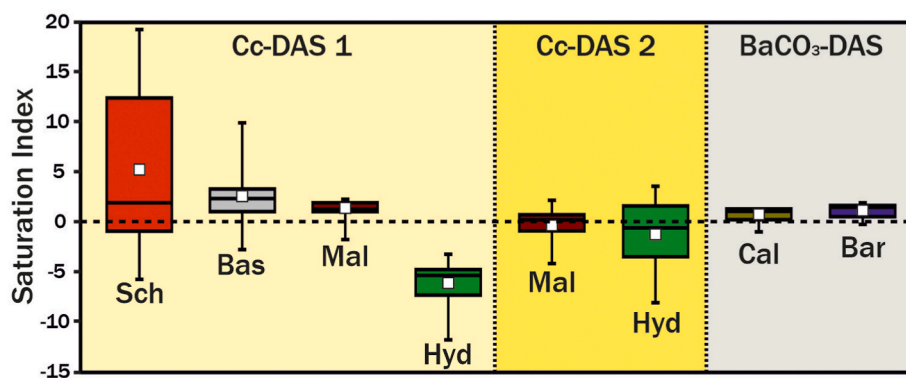 Cc-DAS 1
Cc-DAS 2
BaCO₃-DAS
Saturation Index
20
15
10
5
0
-5
-10
-15
Sch
Bas
Mal
Hyd
Mal
Hyd
Cal
Bar